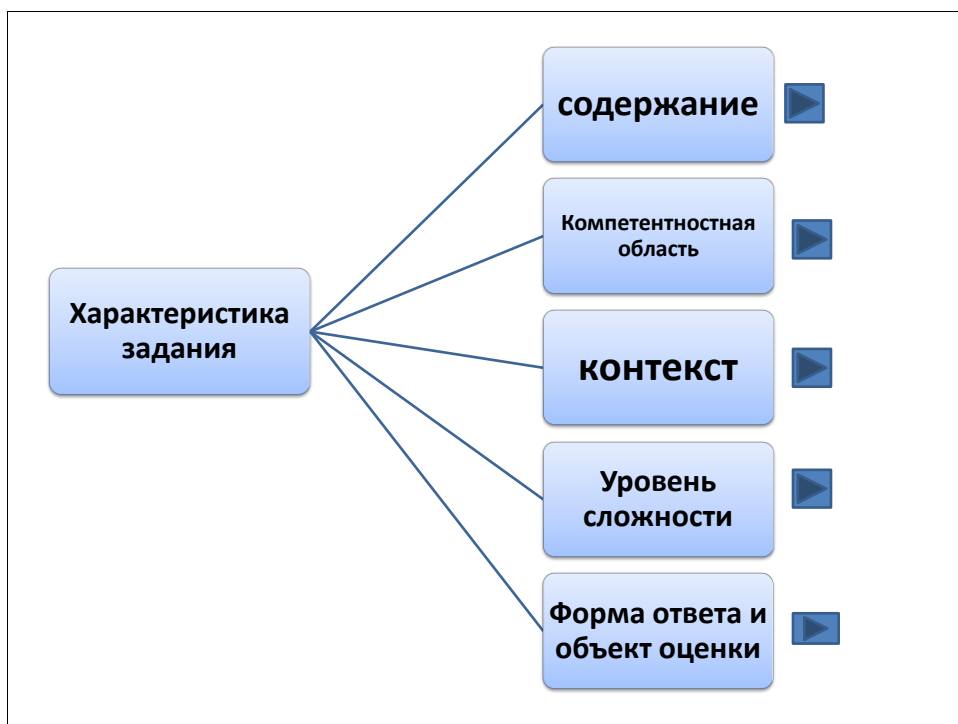 содержание
Компетентностная
область
Характеристика
задания
контекст
Уровень
сложности
Форма ответа и
объект оценки